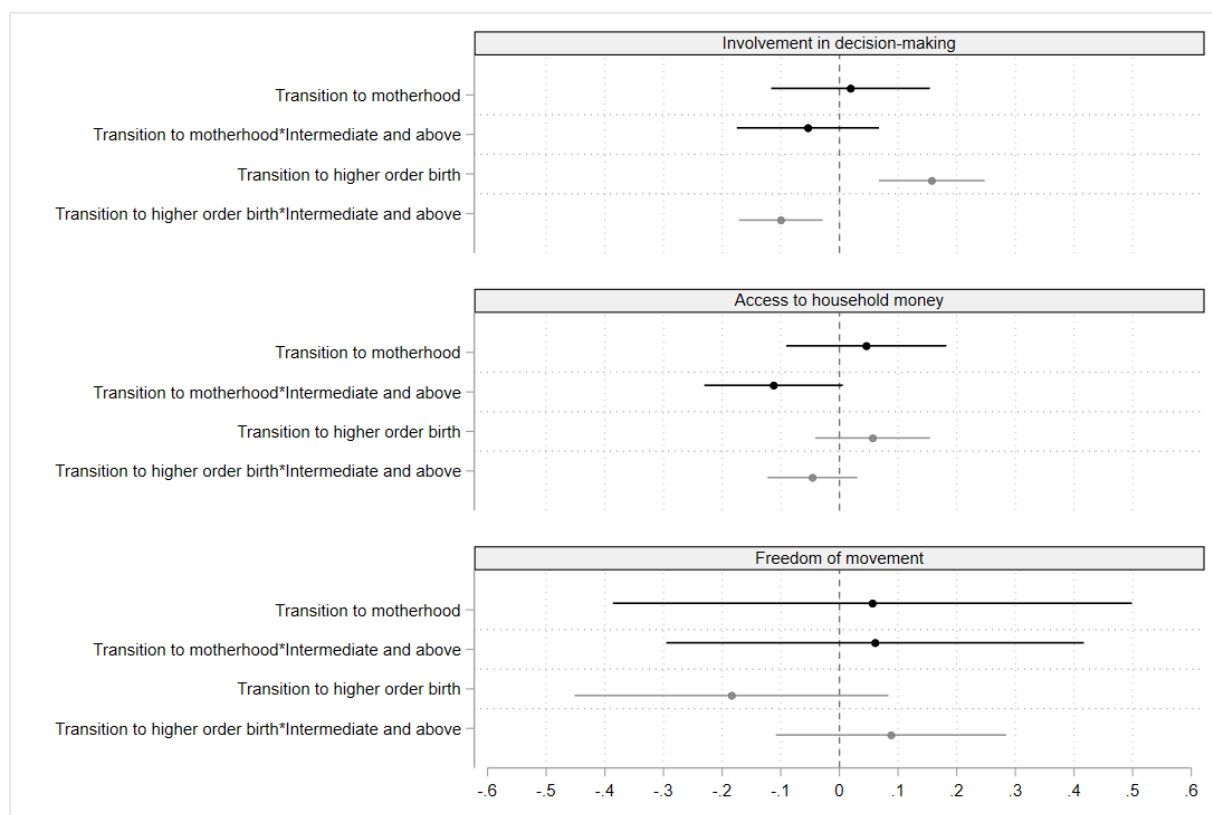 Involvement in decision-making
Transition to motherhood
Transition to motherhood*Intermediate and above
Transition to higher order birth
Transition to higher order birth*Intermediate and above
Access to household money
Transition to motherhood
Transition to motherhood*Intermediate and above
Transition to higher order birth
Transition to higher order birth*Intermediate and above
Freedom of movement
Transition to motherhood
Transition to motherhood*Intermediate and above
Transition to higher order birth
Transition to higher order birth*Intermediate and above
-.6 -.5 -.4 -.3 -.2 -.1 0 .1 .2 .3 .4 .5 .6